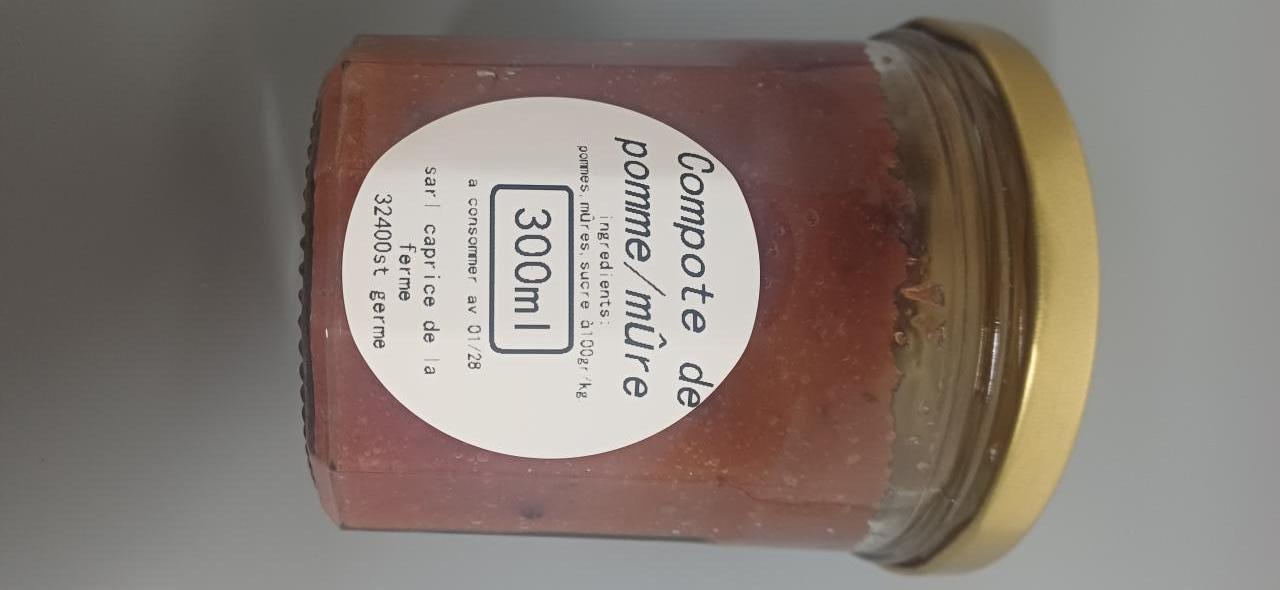 Compote de
pomme/mûre
ingredients:
pommes,mûres,sucre à100gr/kg.
300ml
a consommer av 01/28
sarl caprice de la
ferme
32400st germe